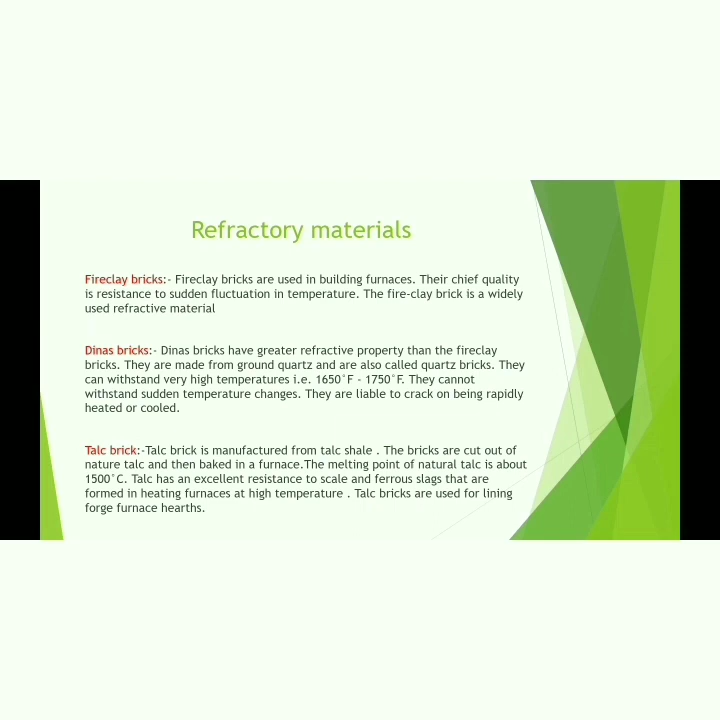 Refractory materials
Fireclay bricks:- Fireclay bricks are used in building furnaces. Their chief quality
is resistance to sudden fluctuation in temperature. The fire-clay brick is a widely
used refractive material
Dinas bricks:- Dinas bricks have greater refractive property than the fireclay
bricks. They are made from ground quartz and are also called quartz bricks. They
can withstand very high temperatures i.e. 1650°F - 1750°F. They cannot
withstand sudden temperature changes. They are liable to crack on being rapidly
heated or cooled.
Talc brick:-Talc brick is manufactured from talc shale . The bricks are cut out of
nature talc and then baked in a furnace.The melting point of natural talc is about
1500°C. Talc has an excellent resistance to scale and ferrous slags that are
formed in heating furnaces at high temperature . Talc bricks are used for lining
forge furnace hearths.